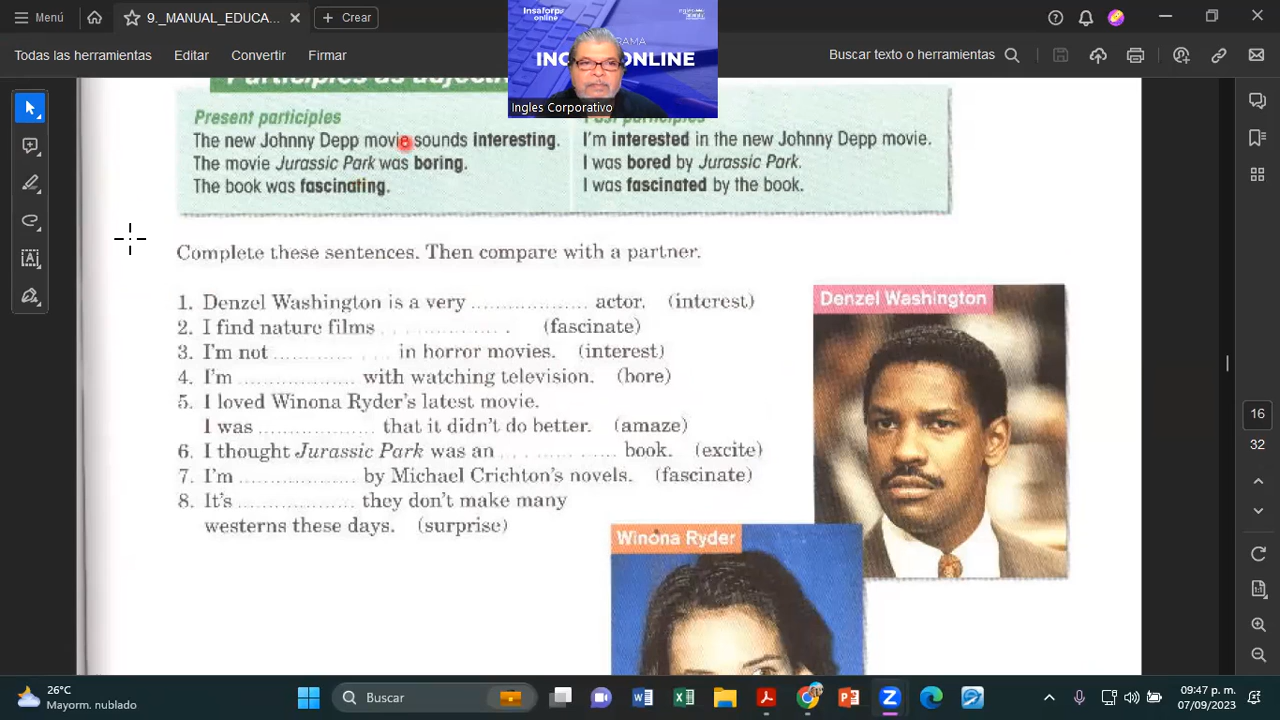 Menú
9._MANUAL_EDUCA...
Crear
Insaforp
online
RAMA
ONLINE
Ingles Corporativo
Todas las herramientas
Editar
Convertir
Firmar
Buscar texto o herramientas
Present participles
The new Johnny Depp movie sounds interesting.
The movie Jurassic Park was boring.
The book was fascinating.
I'm interested in the new Johnny Depp movie.
I was bored by Jurassic Park.
I was fascinated by the book.
Complete these sentences. Then compare with a partner.
1. Denzel Washington is a very .................. actor. (interest)
2. I find nature films .................. . (fascinate)
3. I'm not .................. in horror movies. (interest)
4. I'm .................. with watching television. (bore)
5. I loved Winona Ryder's latest movie.
I was .................. that it didn't do better. (amaze)
6. I thought Jurassic Park was an .................. book. (excite)
7. I'm .................. by Michael Crichton's novels. (fascinate)
8. It's .................. they don't make many
westerns these days. (surprise)
Denzel Washington
Winona Ryder
16
32
26°C
Mayorm. nublado
Buscar
09:47 p. m.
07/09/2023